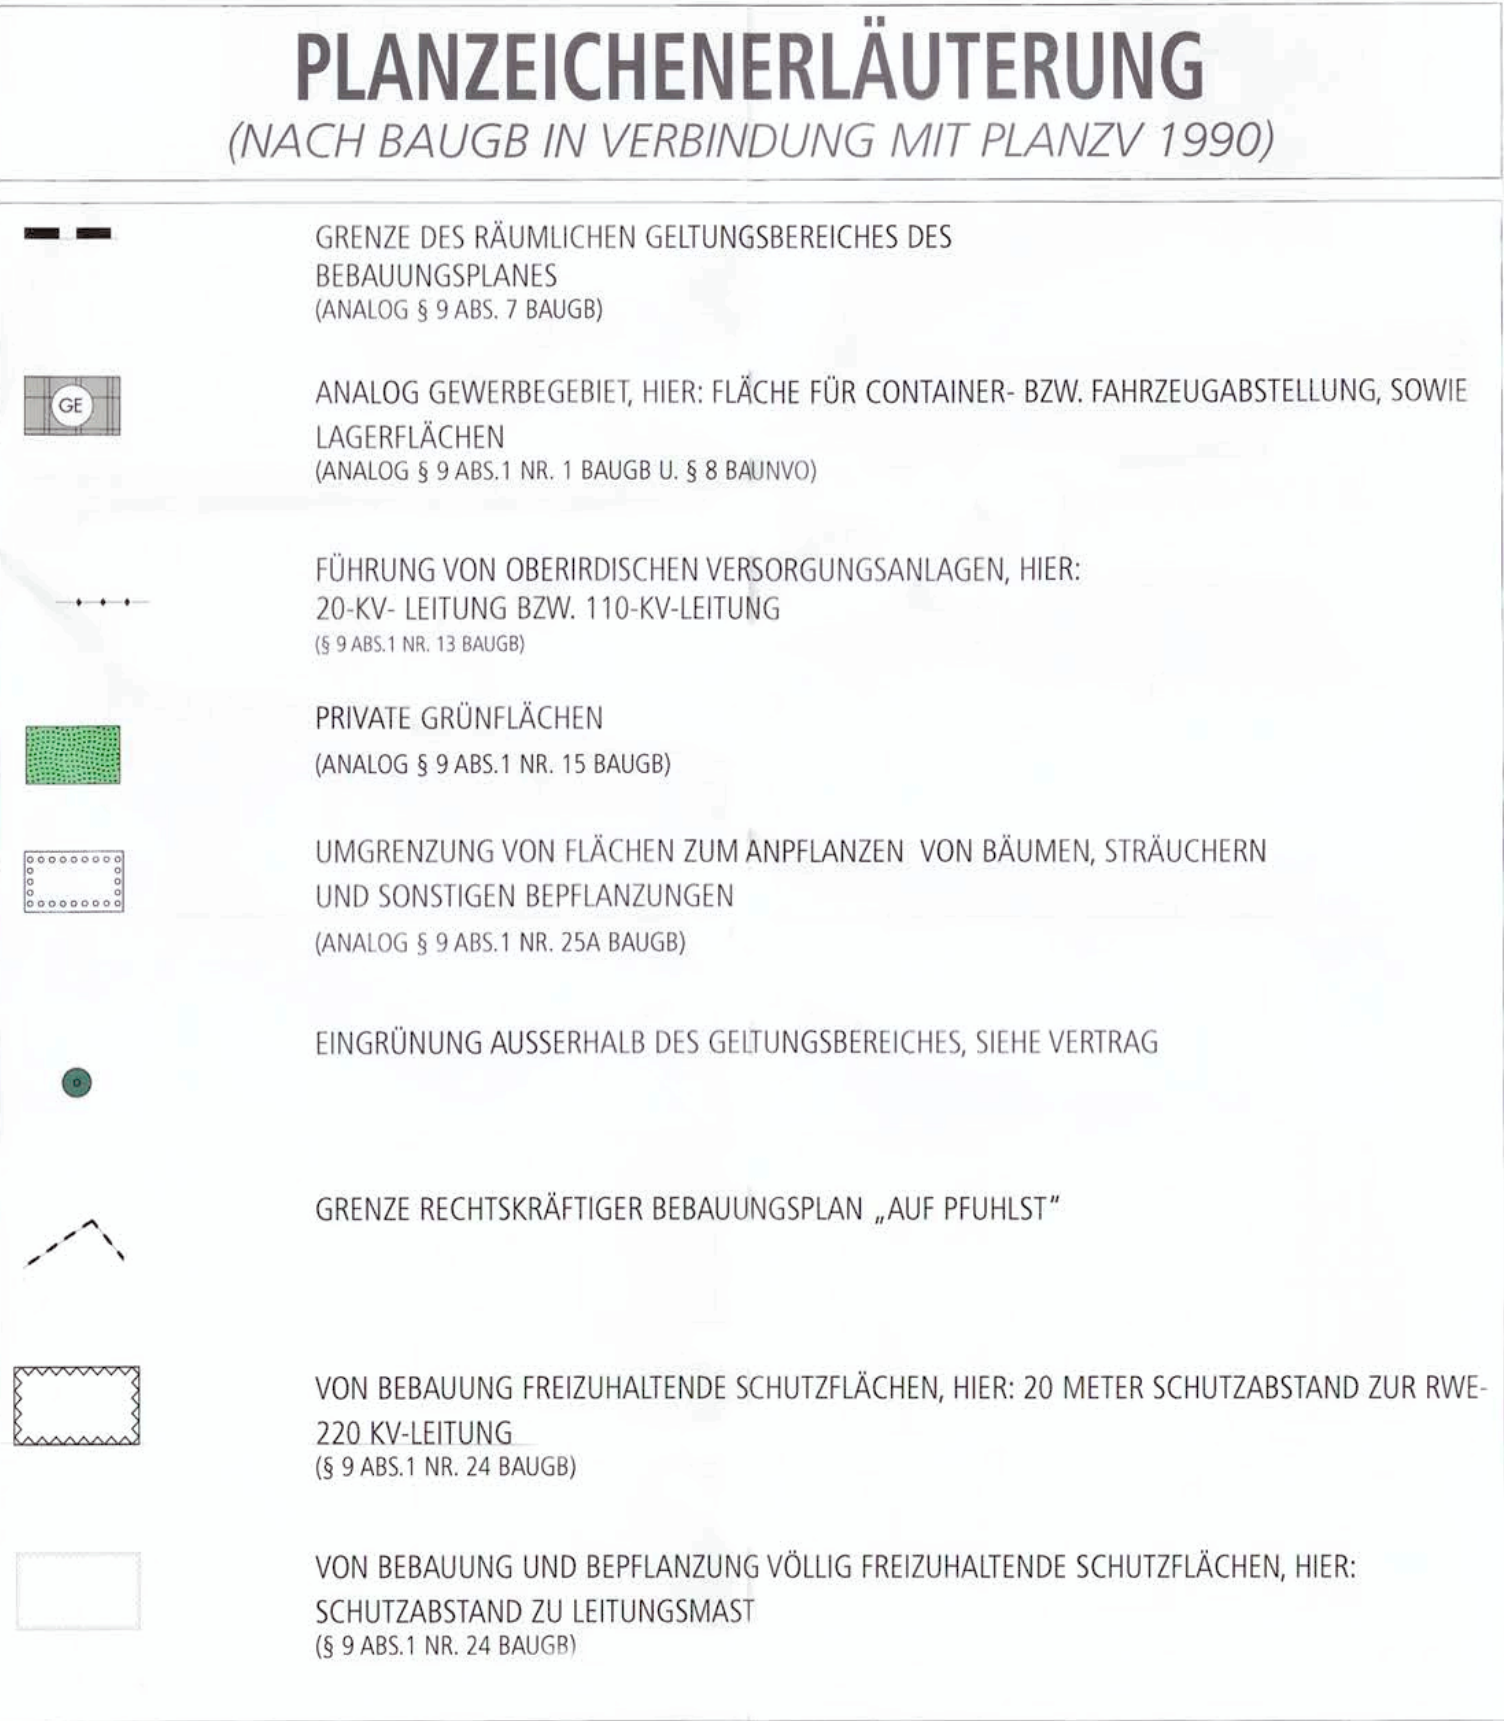 PLANZEICHENERLÄUTERUNG
(NACH BAUGB IN VERBINDUNG MIT PLANZV 1990)
GRENZE DES RÄUMLICHEN GELTUNGSBEREICHES DES
BEBAUUNGSPLANES
(ANALOG § 9 ABS. 7 BAUGB)
GE
ANALOG GEWERBEGEBIET, HIER: FLÄCHE FÜR CONTAINER- BZW. FAHRZEUGABSTELLUNG, SOWIE
LAGERFLÄCHEN
(ANALOG § 9 ABS.1 NR. 1 BAUGB U. § 8 BAUNVO)
FÜHRUNG VON OBERIRDISCHEN VERSORGUNGSANLAGEN, HIER:
20-KV- LEITUNG BZW. 110-KV-LEITUNG
(§ 9 ABS.1 NR. 13 BAUGB)
PRIVATE GRÜNFLÄCHEN
(ANALOG § 9 ABS.1 NR. 15 BAUGB)
UMGRENZUNG VON FLÄCHEN ZUM ANPFLANZEN VON BÄUMEN, STRÄUCHERN
UND SONSTIGEN BEPFLANZUNGEN
(ANALOG § 9 ABS.1 NR. 25A BAUGB)
EINGRÜNUNG AUSSERHALB DES GELTUNGSBEREICHES, SIEHE VERTRAG
GRENZE RECHTSKRÄFTIGER BEBAUUNGSPLAN „AUF PFUHLST"
VON BEBAUUNG FREIZUHALTENDE SCHUTZFLÄCHEN, HIER: 20 METER SCHUTZABSTAND ZUR RWE-
220 KV-LEITUNG
(§ 9 ABS.1 NR. 24 BAUGB)
VON BEBAUUNG UND BEPFLANZUNG VÖLLIG FREIZUHALTENDE SCHUTZFLÄCHEN, HIER:
SCHUTZABSTAND ZU LEITUNGSMAST
(§ 9 ABS.1 NR. 24 BAUGB)